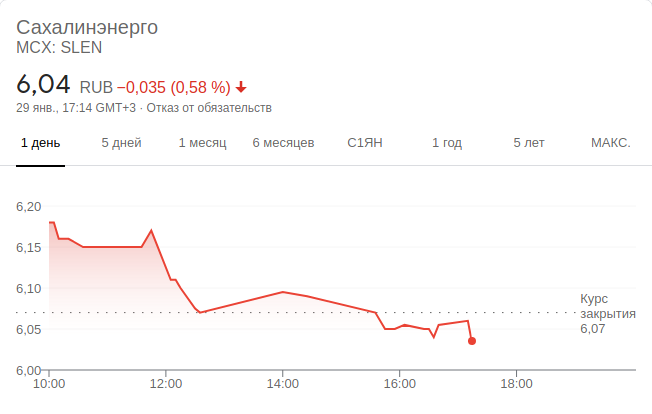 Сахалинэнерго
MCX: SLEN
6,04 RUB −0,035 (0,58 %)
29 янв., 17:14 GMT+3 · Отказ от обязательств
1 день 5 дней 1 месяц 6 месяцев С1ЯН 1 год 5 лет МАКС.
6,20
6,15
6,10
Курс
закрытия
6,07
6,05
6,00
10:00 12:00 14:00 16:00 18:00